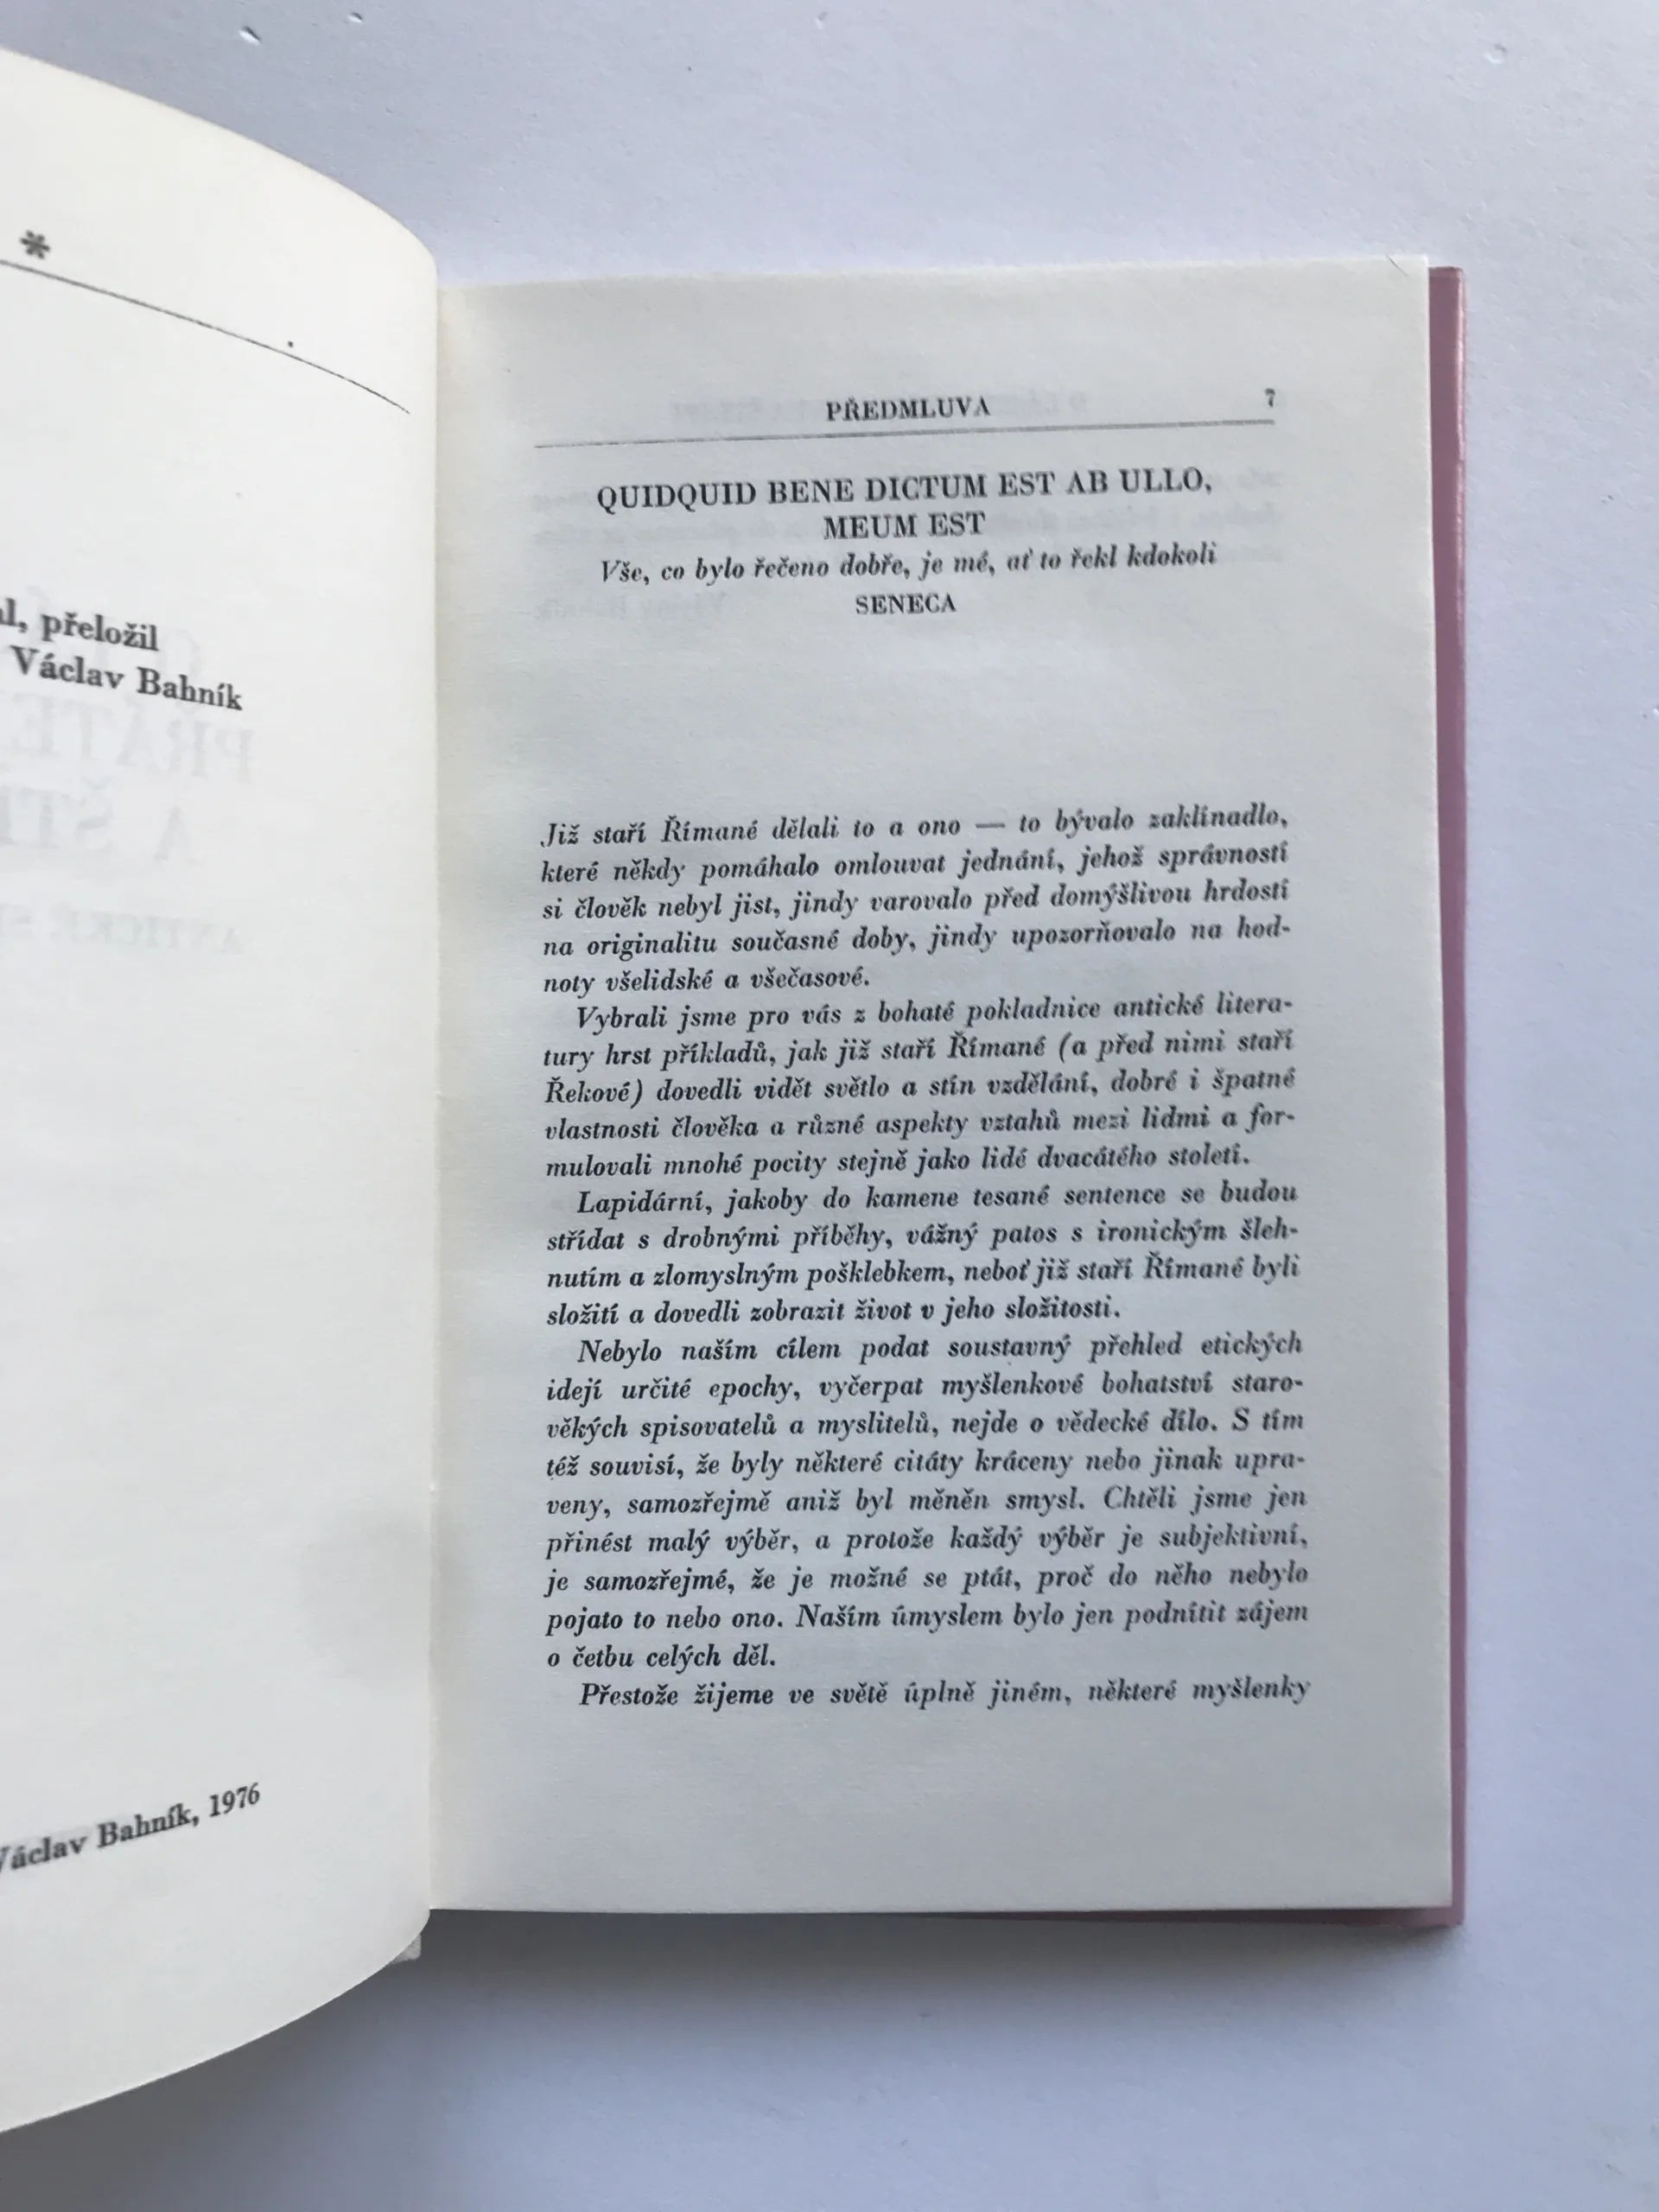 *
přeložil
Václav Bahník
Václav Bahník, 1976
PŘEDMLUVA 7
QUIDQUID BENE DICTUM EST AB ULLO,
MEUM EST
Vše, co bylo řečeno dobře, je mé, ať to řekl kdokoli
SENECA
Již staří Římané dělali to a ono — to bývalo zaklínadlo,
které někdy pomáhalo omlouvat jednání, jehož správností
si člověk nebyl jist, jindy varovalo před domýšlivou hrdostí
na originalitu současné doby, jindy upozorňovalo na hod-
noty všelidské a všečasové.
Vybrali jsme pro vás z bohaté pokladnice antické litera-
tury hrst příkladů, jak již staří Římané (a před nimi staří
Řekové) dovedli vidět světlo a stín vzdělání, dobré i špatné
vlastnosti člověka a různé aspekty vztahů mezi lidmi a for-
mulovali mnohé pocity stejně jako lidé dvacátého století.
Lapidární, jakoby do kamene tesané sentence se budou
střídat s drobnými příběhy, vážný patos s ironickým šleh-
nutím a zlomyslným pošklebkem, neboť již staří Římané byli
složití a dovedli zobrazit život v jeho složitosti.
Nebylo naším cílem podat soustavný přehled etických
idejí určité epochy, vyčerpat myšlenkové bohatství staro-
věkých spisovatelů a myslitelů, nejde o vědecké dílo. S tím
též souvisí, že byly některé citáty kráceny nebo jinak upra-
veny, samozřejmě aniž byl měněn smysl. Chtěli jsme jen
přinést malý výběr, a protože každý výběr je subjektivní,
je samozřejmé, že je možné se ptát, proč do něho nebylo
pojato to nebo ono. Naším úmyslem bylo jen podnítit zájem
o četbu celých děl.
Přestože žijeme ve světě úplně jiném, některé myšlenky